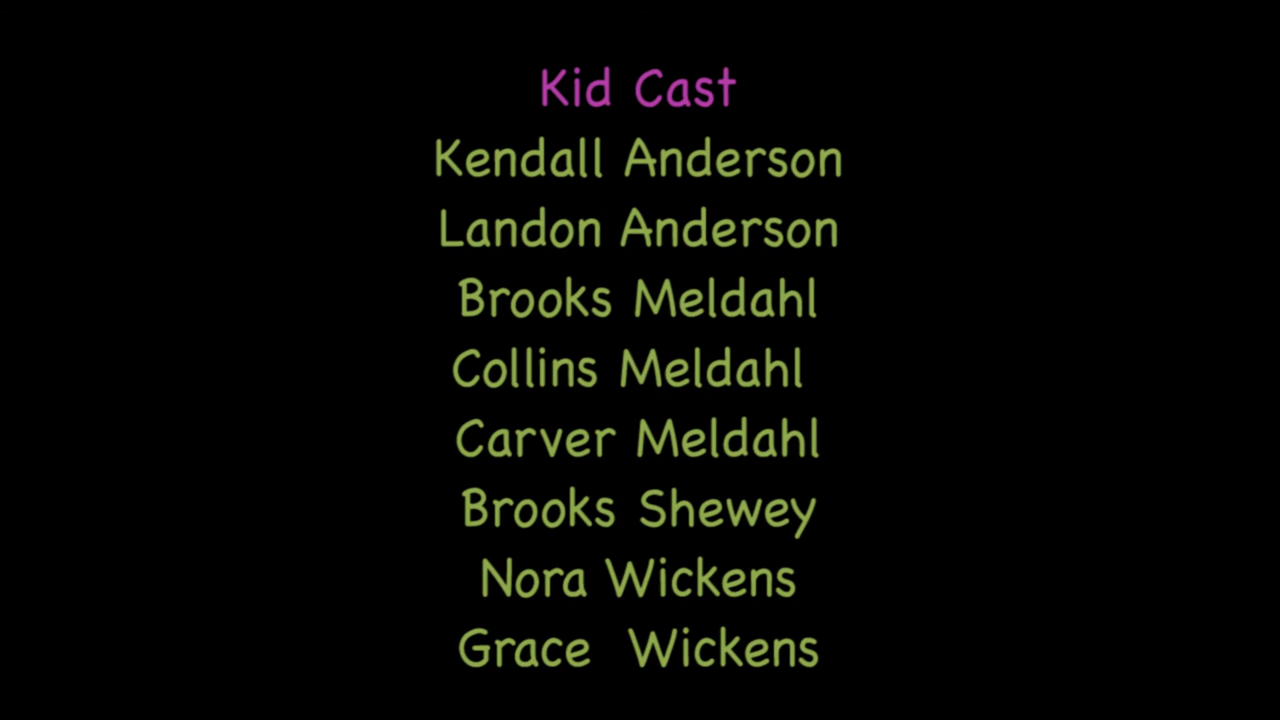 Kid Cast
Kendall Anderson
Landon Anderson
Brooks Meldahl
Collins Meldahl
Carver Meldahl
Brooks Shewey
Nora Wickens
Grace  Wickens